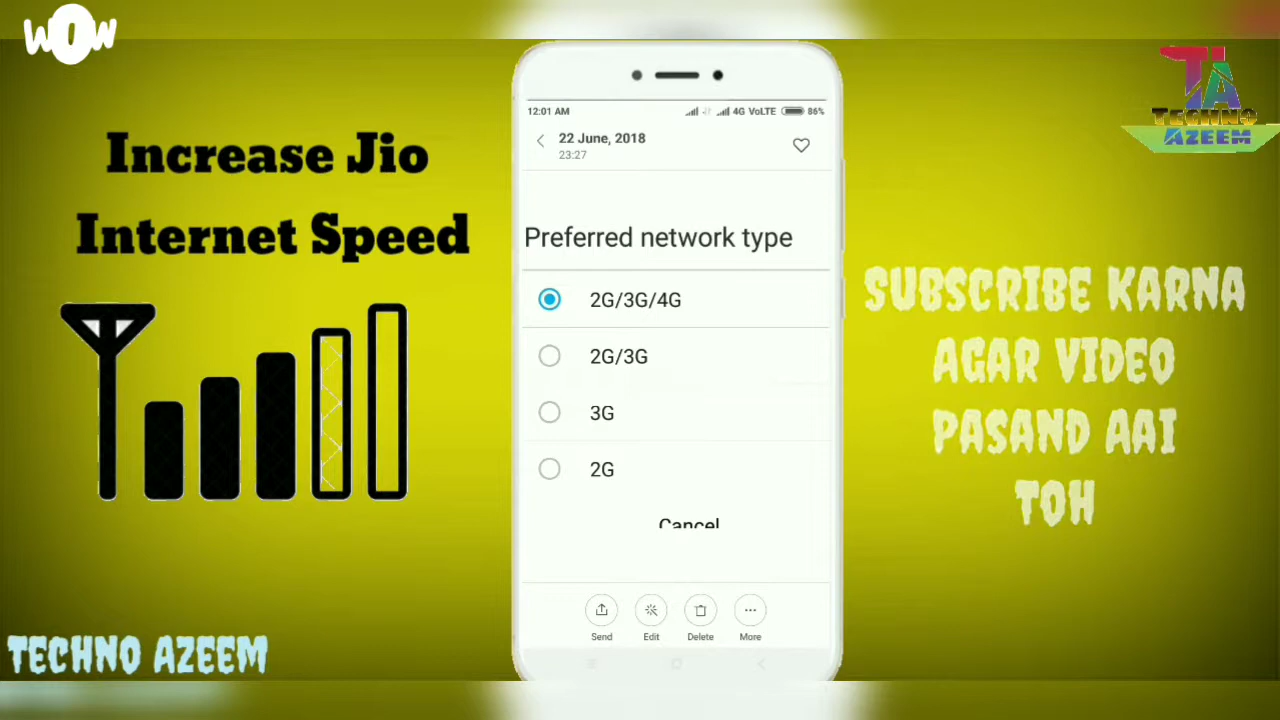 WOW
TA
TECHNO
AZEEM
Increase Jio
Internet Speed
12:01 AM
4G VoLTE
86%
22 June, 2018
23:27
Preferred network type
2G/3G/4G
2G/3G
3G
2G
Cancel
Send
Edit
Delete
More
SUBSCRIBE KARNA
AGAR VIDEO
PASAND AAI
TOH
TECHNO AZEEM